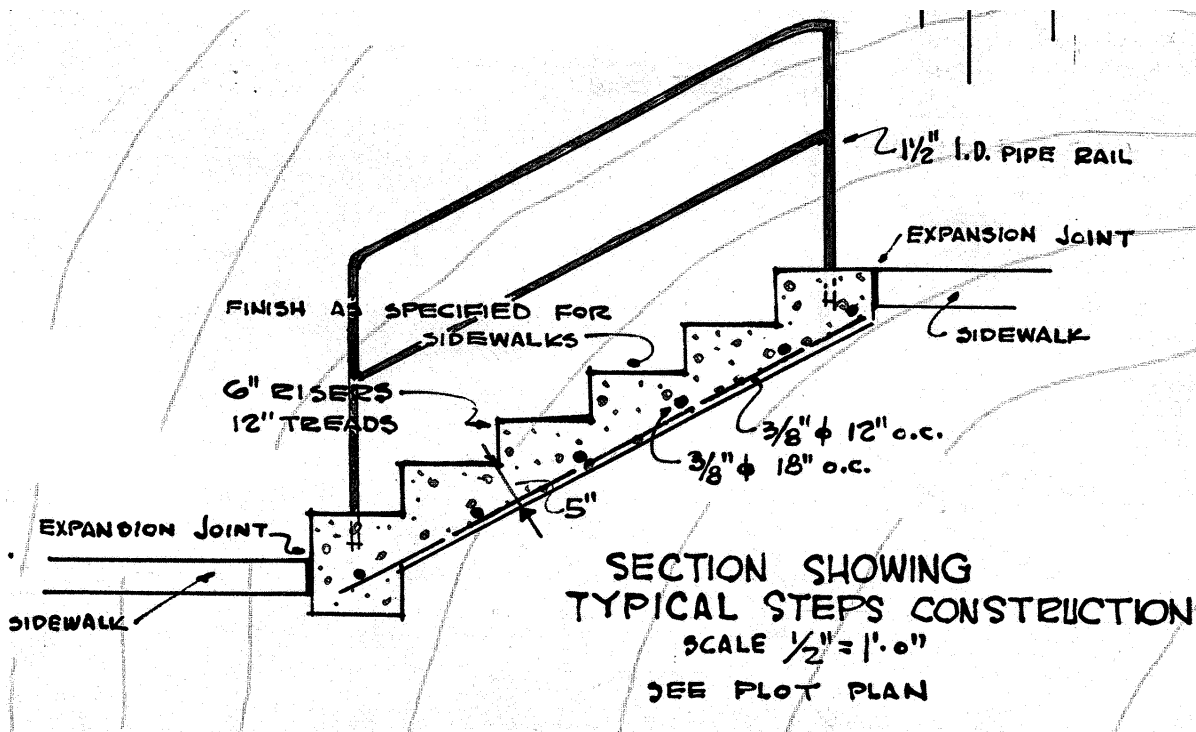 1½" I.D. PIPE RAIL
EXPANSION JOINT
SIDEWALK
FINISH AS SPECIFIED FOR
SIDEWALKS
6" RISERS
12" TREADS
3/8" ϕ 12" o.c.
3/8" ϕ 18" o.c.
5"
EXPANSION JOINT
SIDEWALK
SECTION SHOWING
TYPICAL STEPS CONSTRUCTION
SCALE 1/2" = 1'-0"
SEE PLOT PLAN